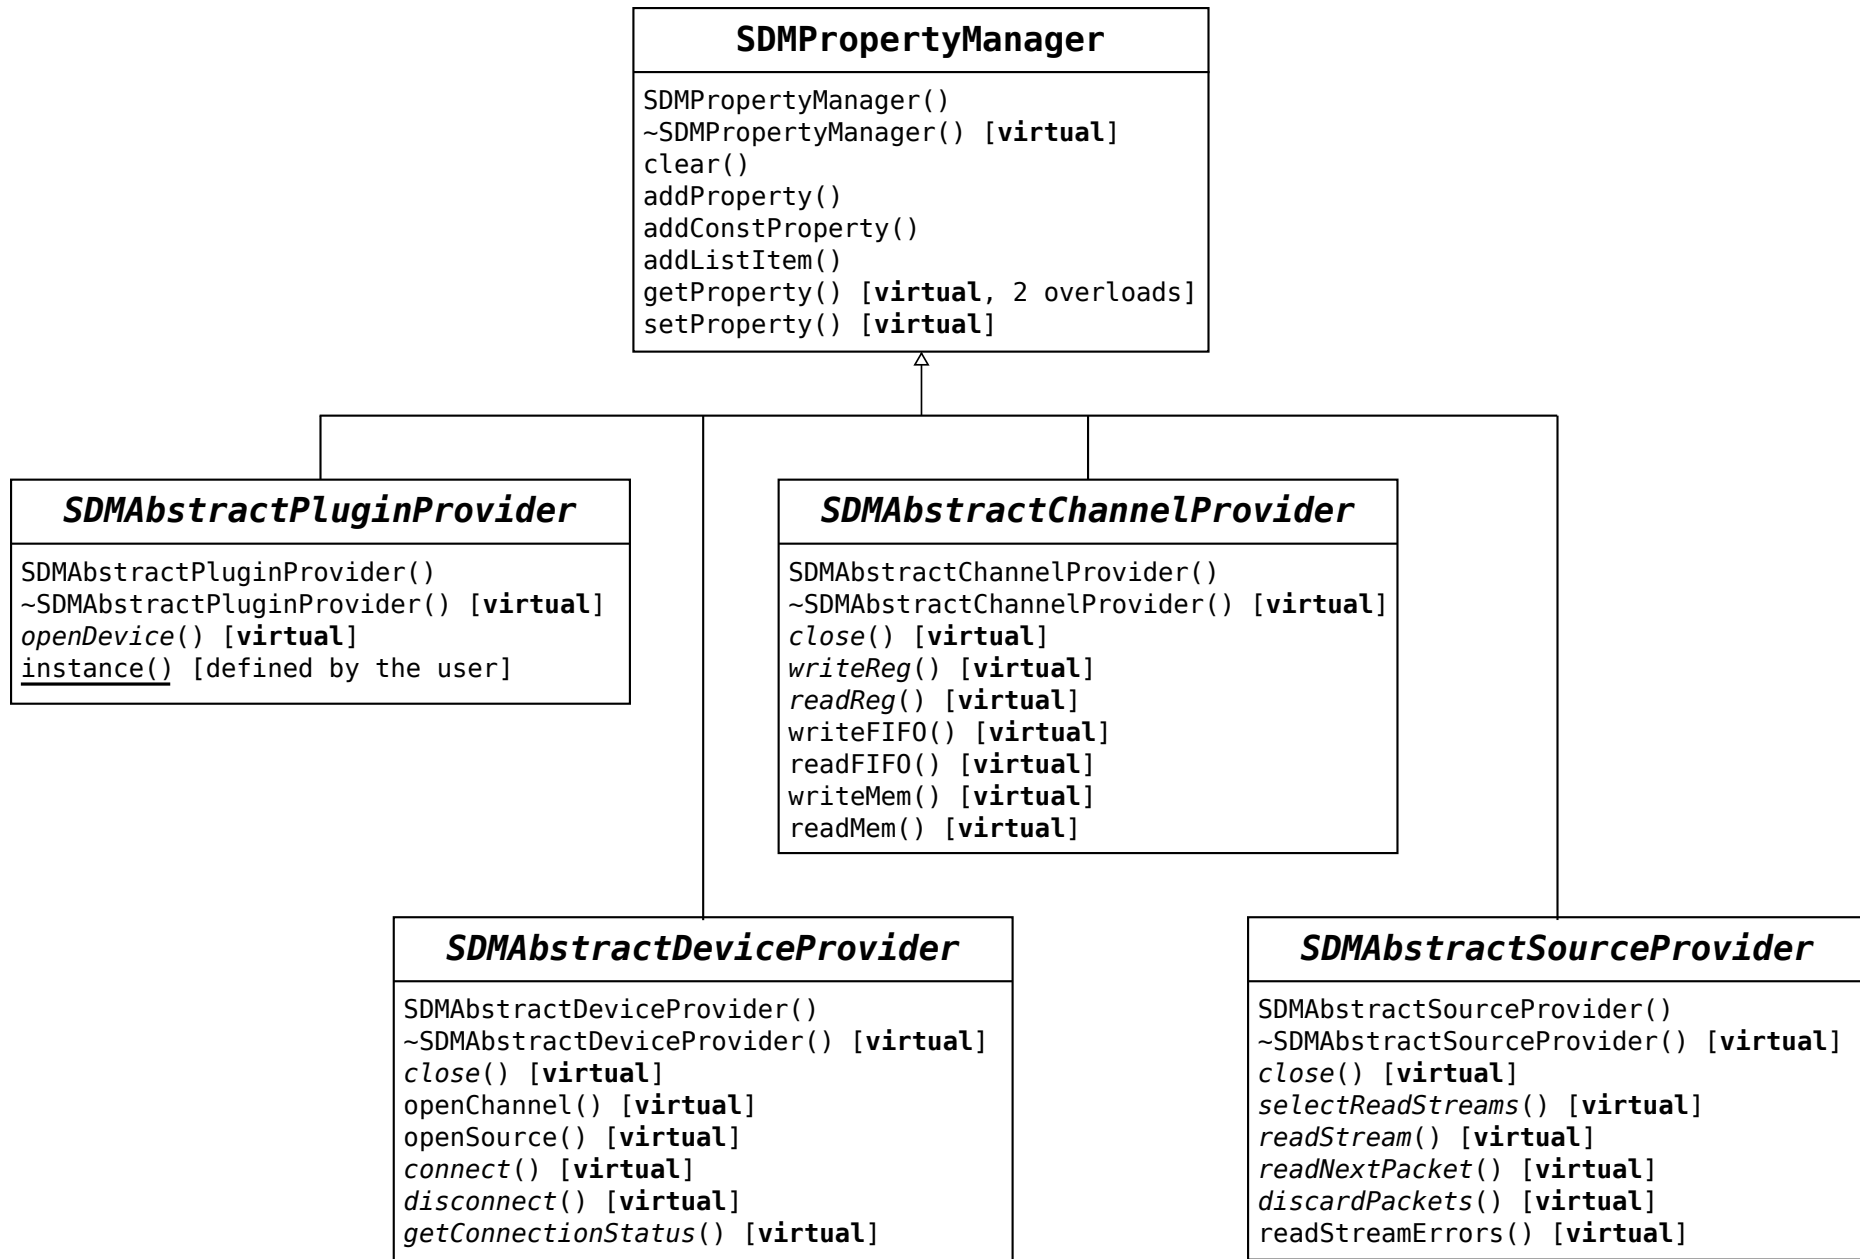 SDMPropertyManager
SDMPropertyManager()
~SDMPropertyManager() [virtual]
clear()
addProperty()
addConstProperty()
addListItem()
getProperty() [virtual, 2 overloads]
setProperty() [virtual]
SDMAbstractPluginProvider
SDMAbstractPluginProvider()
~SDMAbstractPluginProvider() [virtual]
openDevice() [virtual]
instance() [defined by the user]
SDMAbstractChannelProvider
SDMAbstractChannelProvider()
~SDMAbstractChannelProvider() [virtual]
close() [virtual]
writeReg() [virtual]
readReg() [virtual]
writeFIFO() [virtual]
readFIFO() [virtual]
writeMem() [virtual]
readMem() [virtual]
SDMAbstractDeviceProvider
SDMAbstractDeviceProvider()
~SDMAbstractDeviceProvider() [virtual]
close() [virtual]
openChannel() [virtual]
openSource() [virtual]
connect() [virtual]
disconnect() [virtual]
getConnectionStatus() [virtual]
SDMAbstractSourceProvider
SDMAbstractSourceProvider()
~SDMAbstractSourceProvider() [virtual]
close() [virtual]
selectReadStreams() [virtual]
readStream() [virtual]
readNextPacket() [virtual]
discardPackets() [virtual]
readStreamErrors() [virtual]